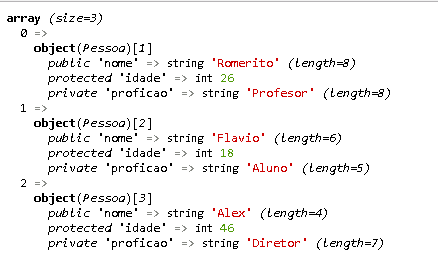 array (size=3)
0 =>
object(Pessoa)[1]
public 'nome' => string 'Romerito' (length=8)
protected 'idade' => int 26
private 'proficao' => string 'Profesor' (length=8)
1 =>
object(Pessoa)[2]
public 'nome' => string 'Flavio' (length=6)
protected 'idade' => int 18
private 'proficao' => string 'Aluno' (length=5)
2 =>
object(Pessoa)[3]
public 'nome' => string 'Alex' (length=4)
protected 'idade' => int 46
private 'proficao' => string 'Diretor' (length=7)